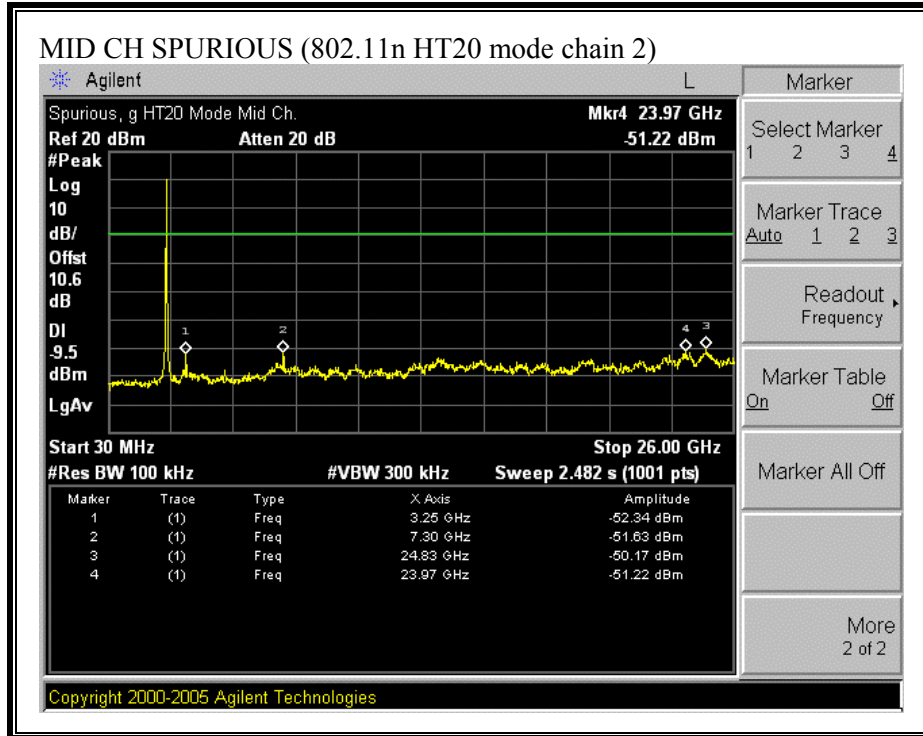 MID CH SPURIOUS (802.11n HT20 mode chain 2)
Agilent L Marker
Spurious, g HT20 Mode Mid Ch. Mkr4 23.97 GHz
Ref 20 dBm Atten 20 dB -51.22 dBm
#Peak
Log
10
dB/
Offst
10.6
dB
DI
-9.5
dBm
LgAv
1
2
4
3
Start 30 MHz Stop 26.00 GHz
#Res BW 100 kHz #VBW 300 kHz Sweep 2.482 s (1001 pts)
Marker Trace Type X Axis Amplitude
1 (1) Freq 3.25 GHz -52.34 dBm
2 (1) Freq 7.30 GHz -51.63 dBm
3 (1) Freq 24.83 GHz -50.17 dBm
4 (1) Freq 23.97 GHz -51.22 dBm
Select Marker
1 2 3 4
Marker Trace
Auto 1 2 3
Readout
Frequency
Marker Table
On Off
Marker All Off
More
2 of 2
Copyright 2000-2005 Agilent Technologies